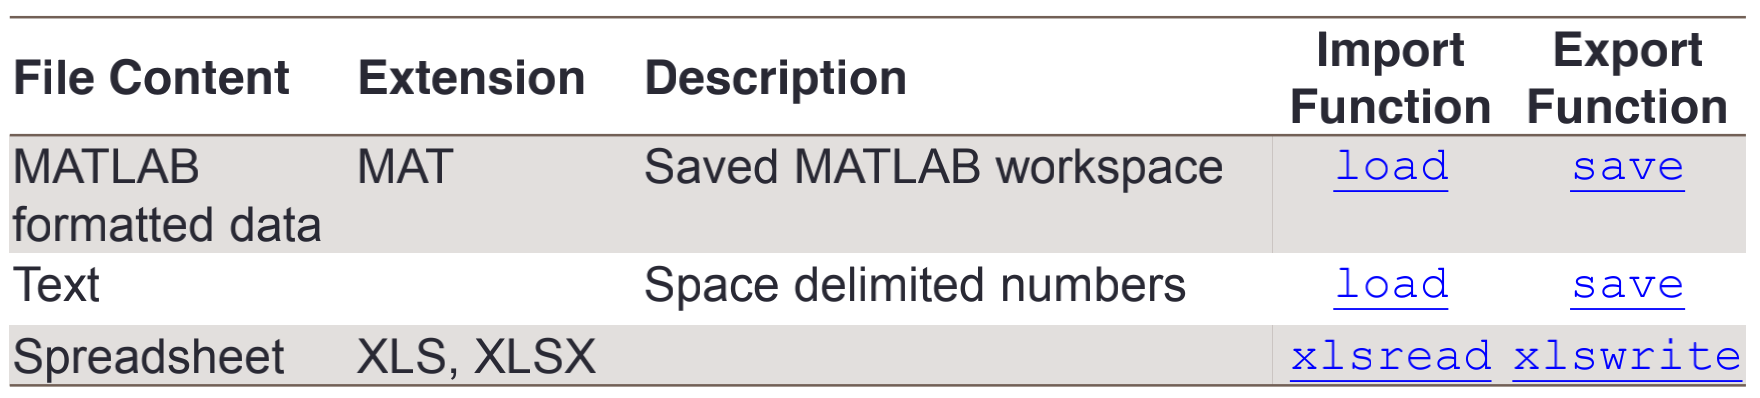 File Content Extension Description Import Function Export Function
MATLAB formatted data MAT Saved MATLAB workspace load save
Text Space delimited numbers load save
Spreadsheet XLS, XLSX xlsread xlswrite